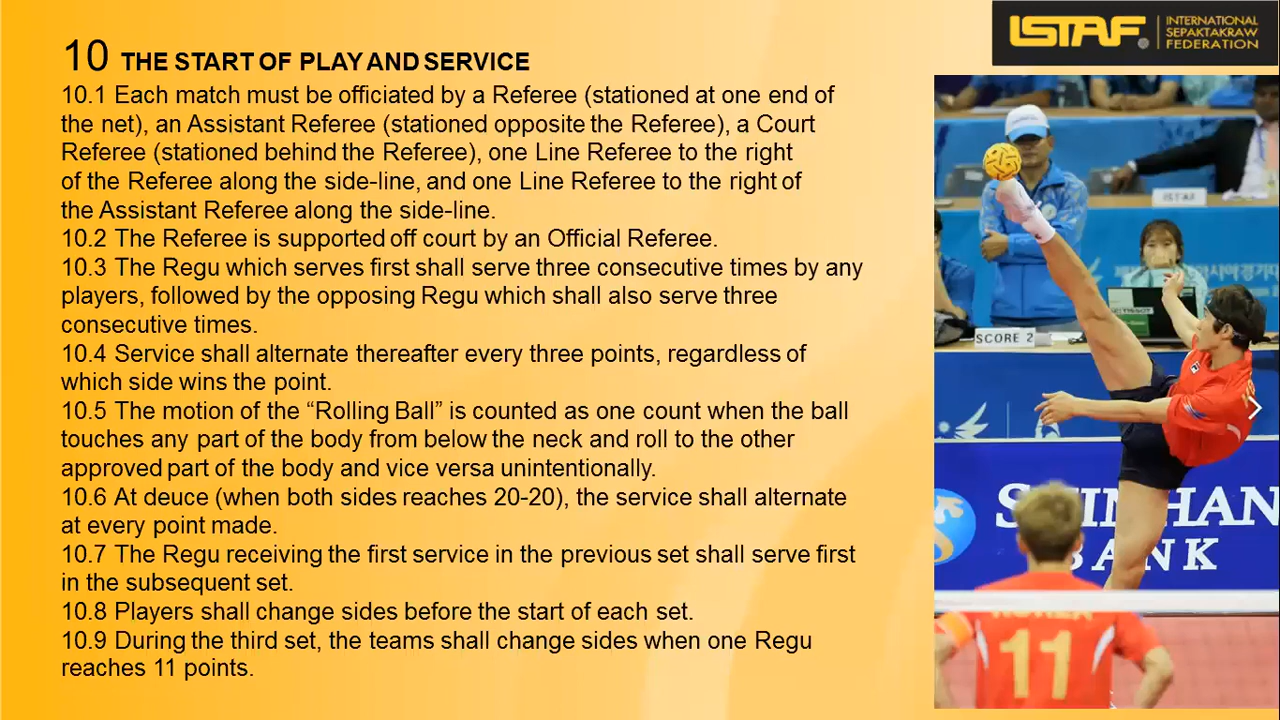 10 THE START OF PLAY AND SERVICE
10.1 Each match must be officiated by a Referee (stationed at one end of
the net), an Assistant Referee (stationed opposite the Referee), a Court
Referee (stationed behind the Referee), one Line Referee to the right
of the Referee along the side-line, and one Line Referee to the right of
the Assistant Referee along the side-line.
10.2 The Referee is supported off court by an Official Referee.
10.3 The Regu which serves first shall serve three consecutive times by any
players, followed by the opposing Regu which shall also serve three
consecutive times.
10.4 Service shall alternate thereafter every three points, regardless of
which side wins the point.
10.5 The motion of the “Rolling Ball” is counted as one count when the ball
touches any part of the body from below the neck and roll to the other
approved part of the body and vice versa unintentionally.
10.6 At deuce (when both sides reaches 20-20), the service shall alternate
at every point made.
10.7 The Regu receiving the first service in the previous set shall serve first
in the subsequent set.
10.8 Players shall change sides before the start of each set.
10.9 During the third set, the teams shall change sides when one Regu
reaches 11 points.
ISTAF
INTERNATIONAL
SEPAKTAKRAW
FEDERATION
ISTAF
TISSOT
SCORE 2
BANK
11